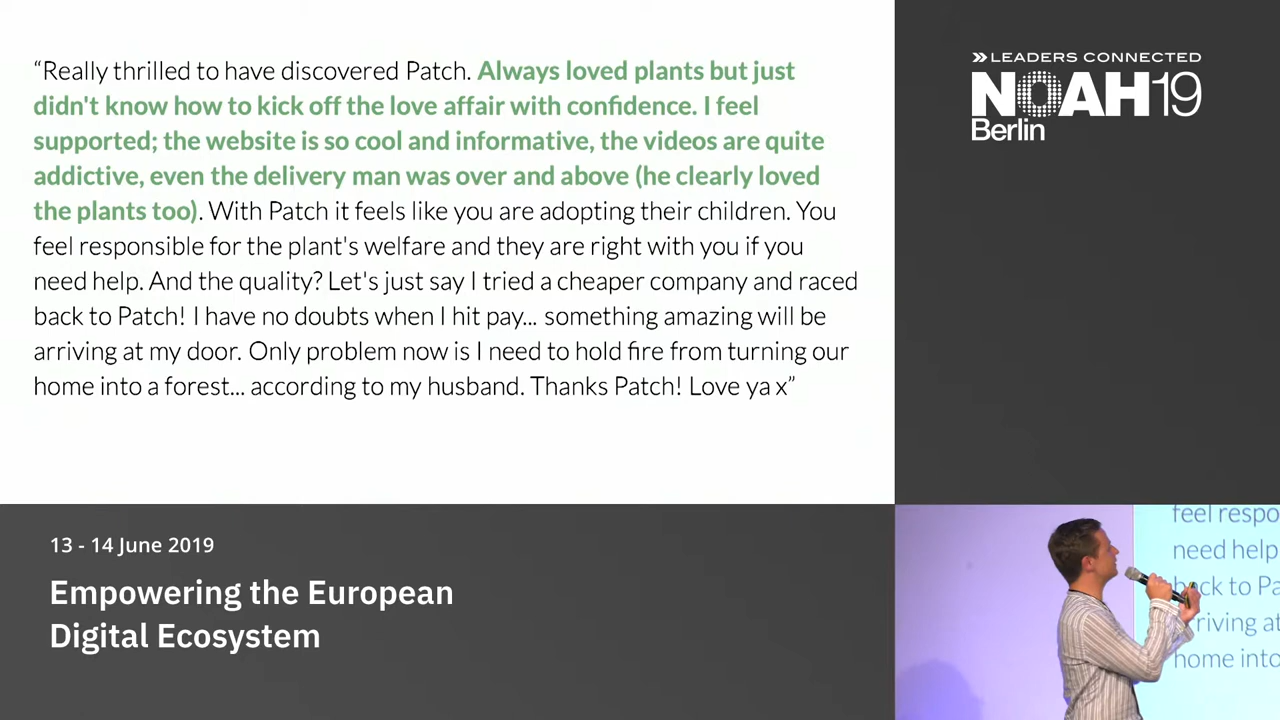 “Really thrilled to have discovered Patch. Always loved plants but just
didn't know how to kick off the love affair with confidence. I feel
supported; the website is so cool and informative, the videos are quite
addictive, even the delivery man was over and above (he clearly loved
the plants too). With Patch it feels like you are adopting their children. You
feel responsible for the plant's welfare and they are right with you if you
need help. And the quality? Let's just say I tried a cheaper company and raced
back to Patch! I have no doubts when I hit pay... something amazing will be
arriving at my door. Only problem now is I need to hold fire from turning our
home into a forest... according to my husband. Thanks Patch! Love ya x”
LEADERS CONNECTED
NOAH19
Berlin
13 - 14 June 2019
Empowering the European
Digital Ecosystem
feel respo
need help
back to Pa
rriving at
home into